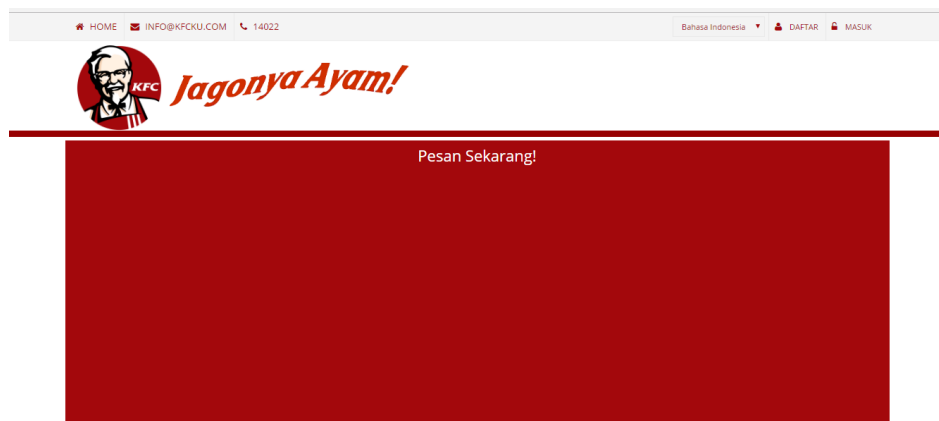 HOME INFO@KFCKU.COM 14022 Bahasa Indonesia DAFTAR MASUK
KFC Jagonya Ayam!
Pesan Sekarang!